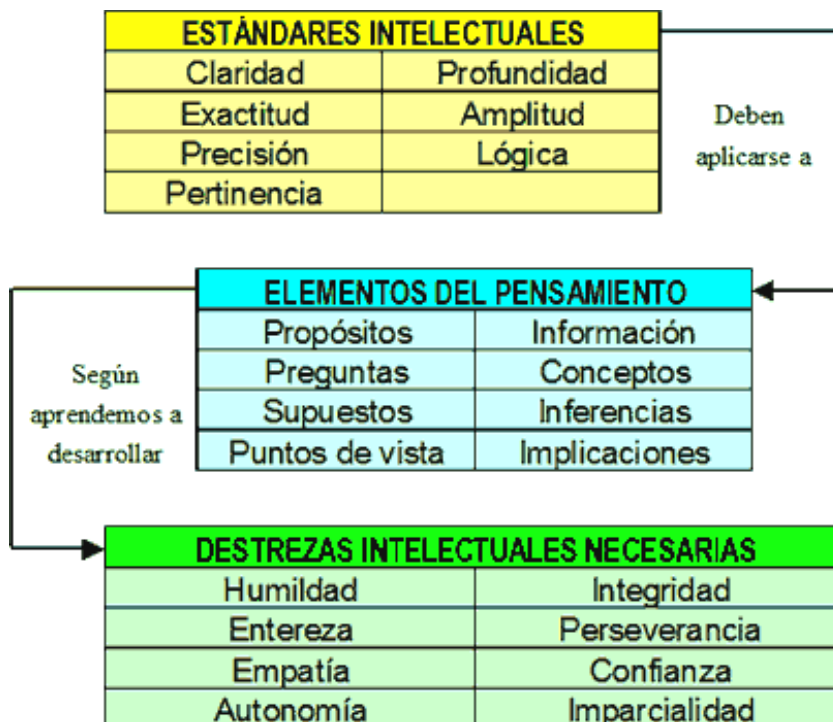 ESTÁNDARES INTELECTUALES
Claridad Profundidad
Exactitud Amplitud
Precisión Lógica
Pertinencia
Deben
aplicarse a
ELEMENTOS DEL PENSAMIENTO
Propósitos Información
Preguntas Conceptos
Supuestos Inferencias
Puntos de vista Implicaciones
Según
aprendemos a
desarrollar
DESTREZAS INTELECTUALES NECESARIAS
Humildad Integridad
Entereza Perseverancia
Empatía Confianza
Autonomía Imparcialidad